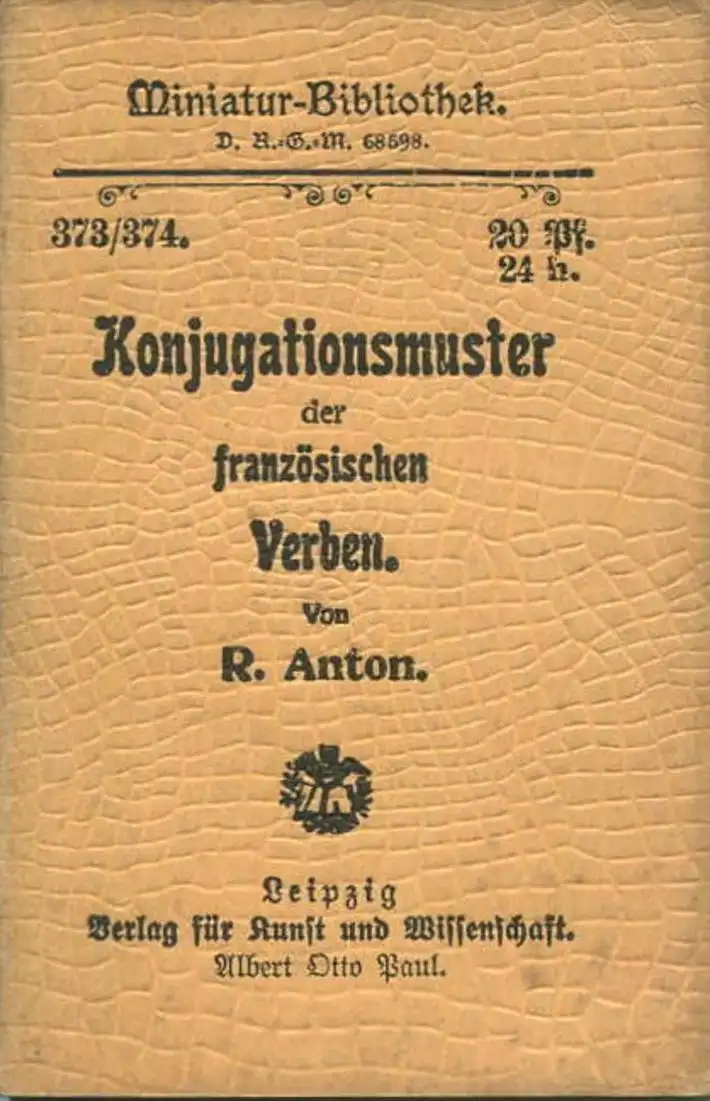 Miniatur-Bibliothek.
D. R.=G.=M. 68598.
373/374.
20 Pf.
24 h.
Konjugationsmuster
der
französischen
Verben.
Von
R. Anton.
Leipzig
Verlag für Kunst und Wissenschaft.
Albert Otto Paul.